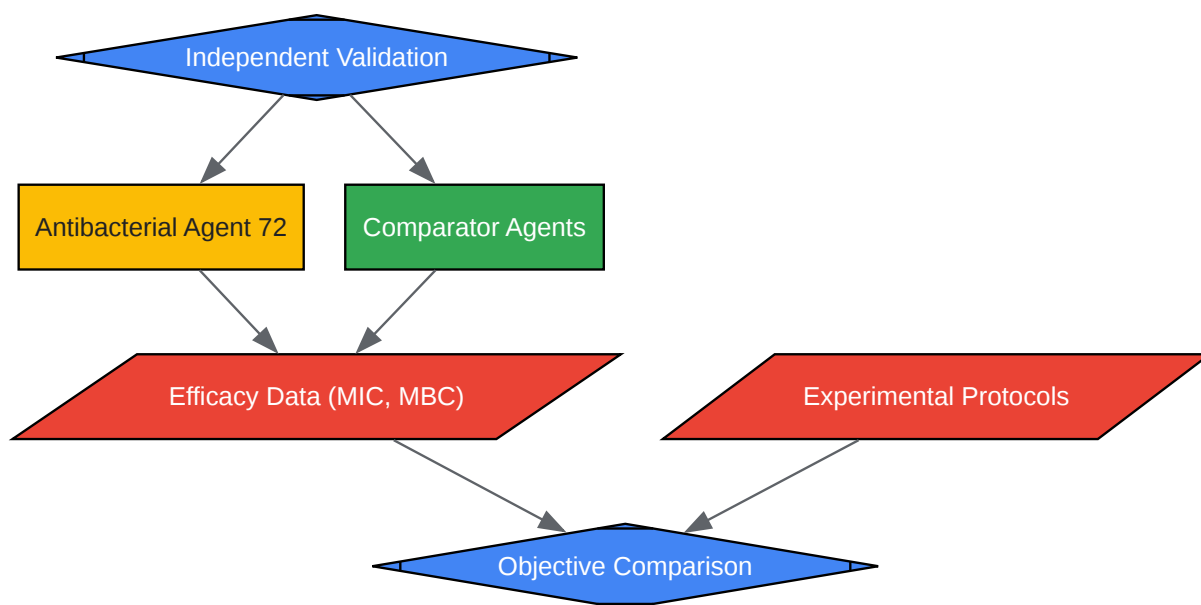 Independent Validation
Antibacterial Agent 72
Comparator Agents
Efficacy Data (MIC, MBC)
Experimental Protocols
Objective Comparison